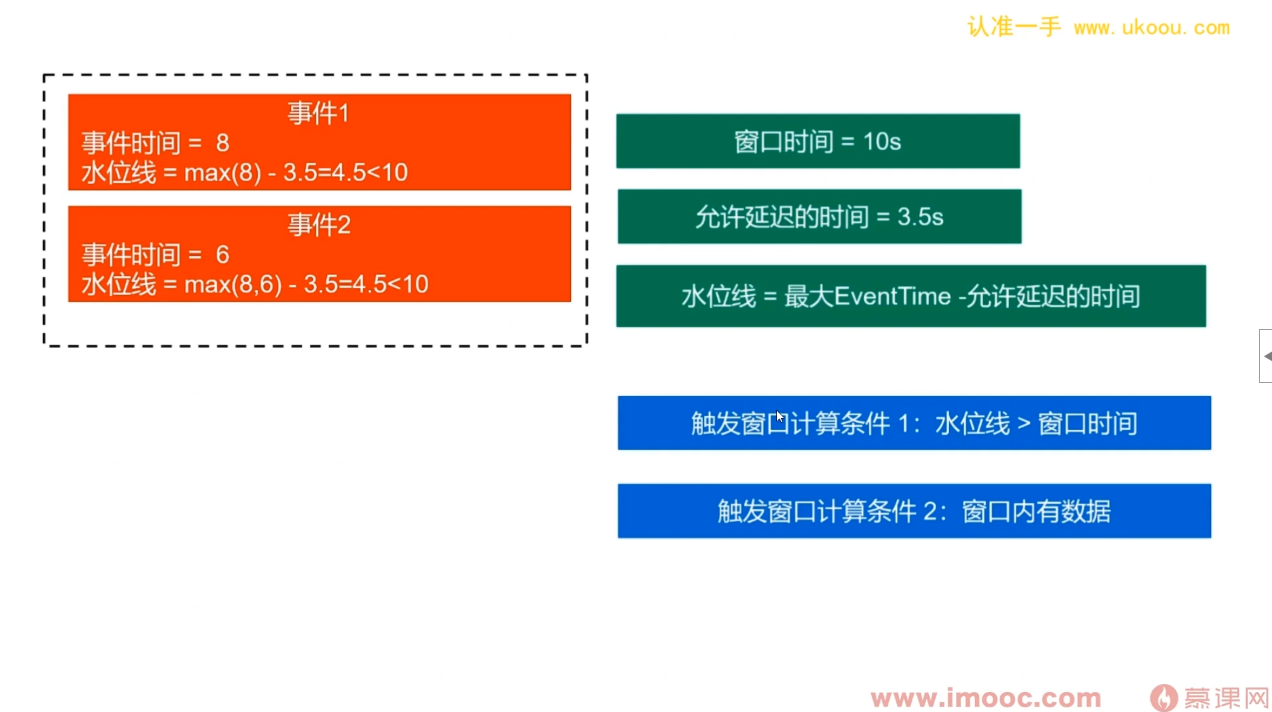 认准一手 www.ukoou.com
事件1
事件时间 = 8
水位线 = max(8) - 3.5=4.5<10
事件2
事件时间 = 6
水位线 = max(8,6) - 3.5=4.5<10
窗口时间 = 10s
允许延迟的时间 = 3.5s
水位线 = 最大EventTime -允许延迟的时间
触发窗口计算条件 1：水位线 > 窗口时间
触发窗口计算条件 2：窗口内有数据
www.imooc.com 慕课网